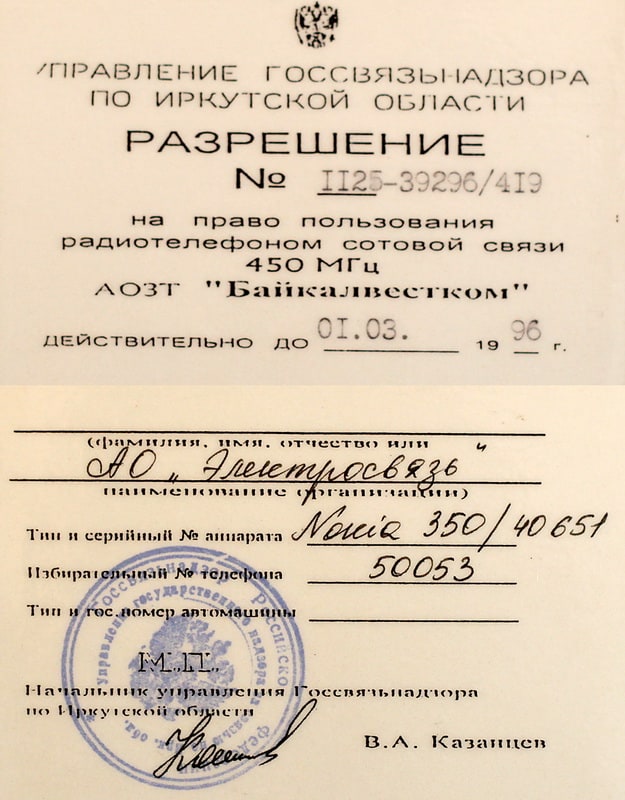 УПРАВЛЕНИЕ ГОССВЯЗЬНАДЗОРА
ПО ИРКУТСКОЙ ОБЛАСТИ
РАЗРЕШЕНИЕ
№ II25-39296/4I9
на право пользования
радиотелефоном сотовой связи
450 МГц
АОЗТ "Байкалвестком"
ДЕЙСТВИТЕЛЬНО ДО 0I.03. 19 96 г.
(фамилия, имя, отчество или
АО „Электросвязь“
наименование организации)
Тип и серийный № аппарата Nokia 350/40651
Избирательный № телефона 50053
Тип и гос.номер автомашины
М.П.
Начальник управления Госсвязьнадзора
по Иркутской области
В.А. Казанцев